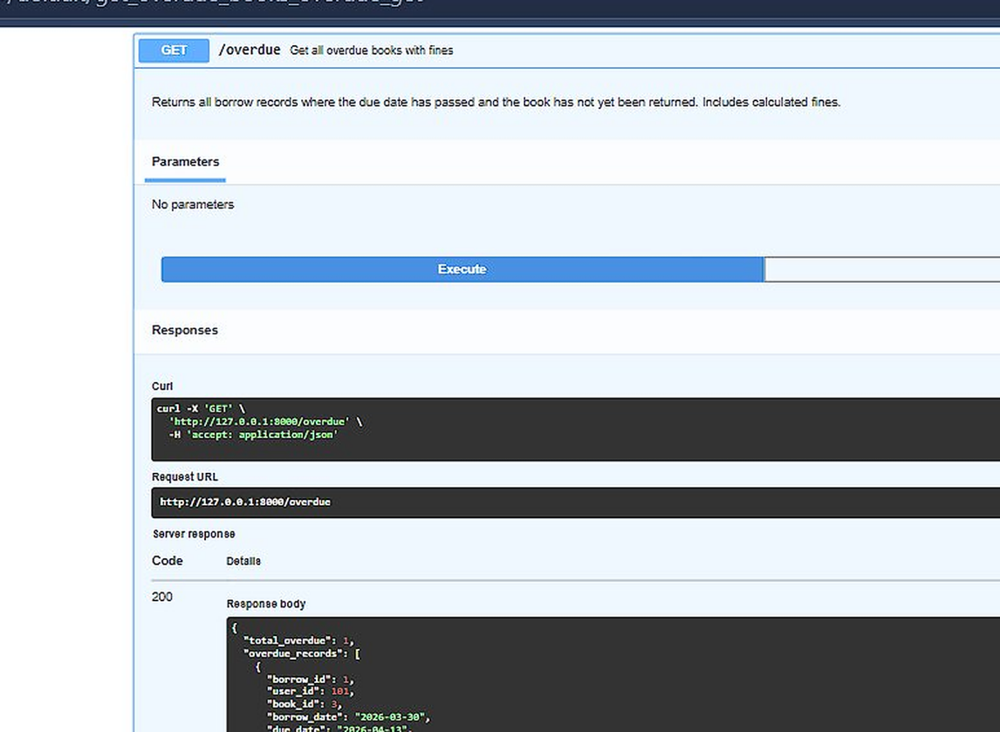 /default/get_overdue_books_overdue_get
GET /overdue Get all overdue books with fines
Returns all borrow records where the due date has passed and the book has not yet been returned. Includes calculated fines.
Parameters
No parameters
Execute
Responses
Curl
curl -X 'GET' \
'http://127.0.0.1:8000/overdue' \
-H 'accept: application/json'
Request URL
http://127.0.0.1:8000/overdue
Server response
Code Details
200
Response body
{
"total_overdue": 1,
"overdue_records": [
{
"borrow_id": 1,
"user_id": 101,
"book_id": 3,
"borrow_date": "2026-03-30",
"due_date": "2026-04-13",